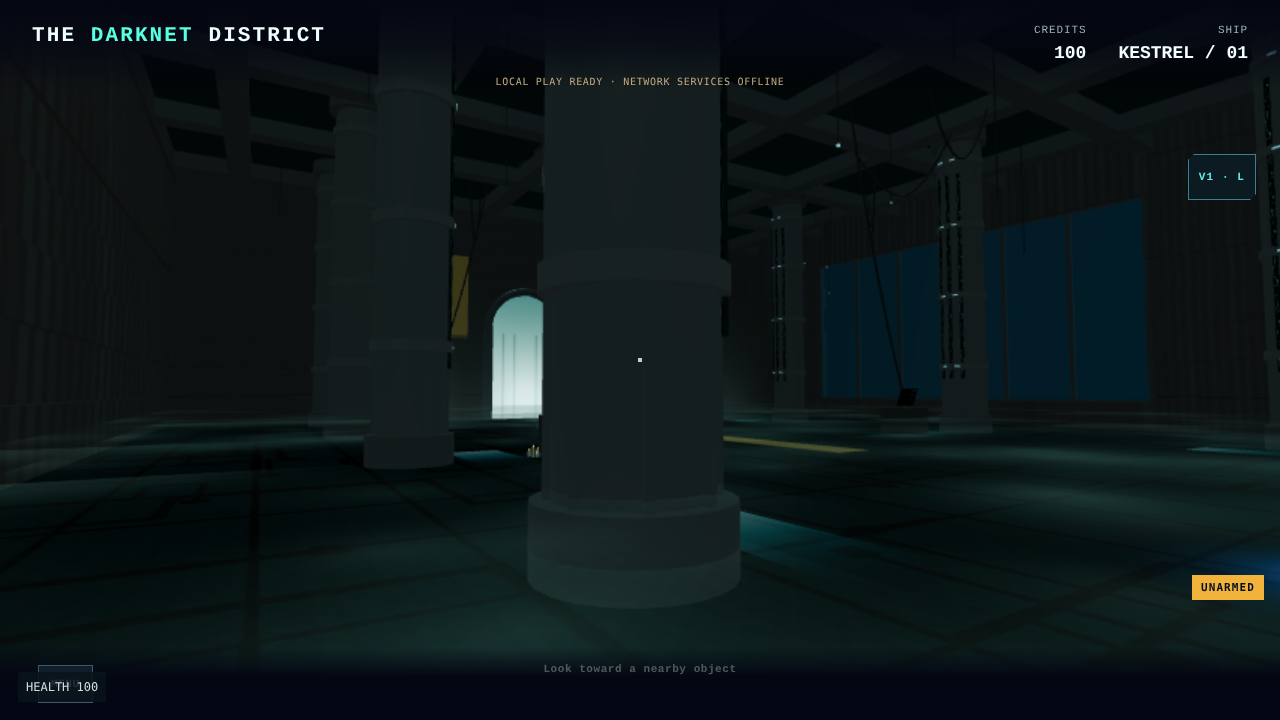 THE DARKNET DISTRICT
CREDITS
100
SHIP
KESTREL / 01
LOCAL PLAY READY · NETWORK SERVICES OFFLINE
V1 · L
UNARMED
Look toward a nearby object
HEALTH 100